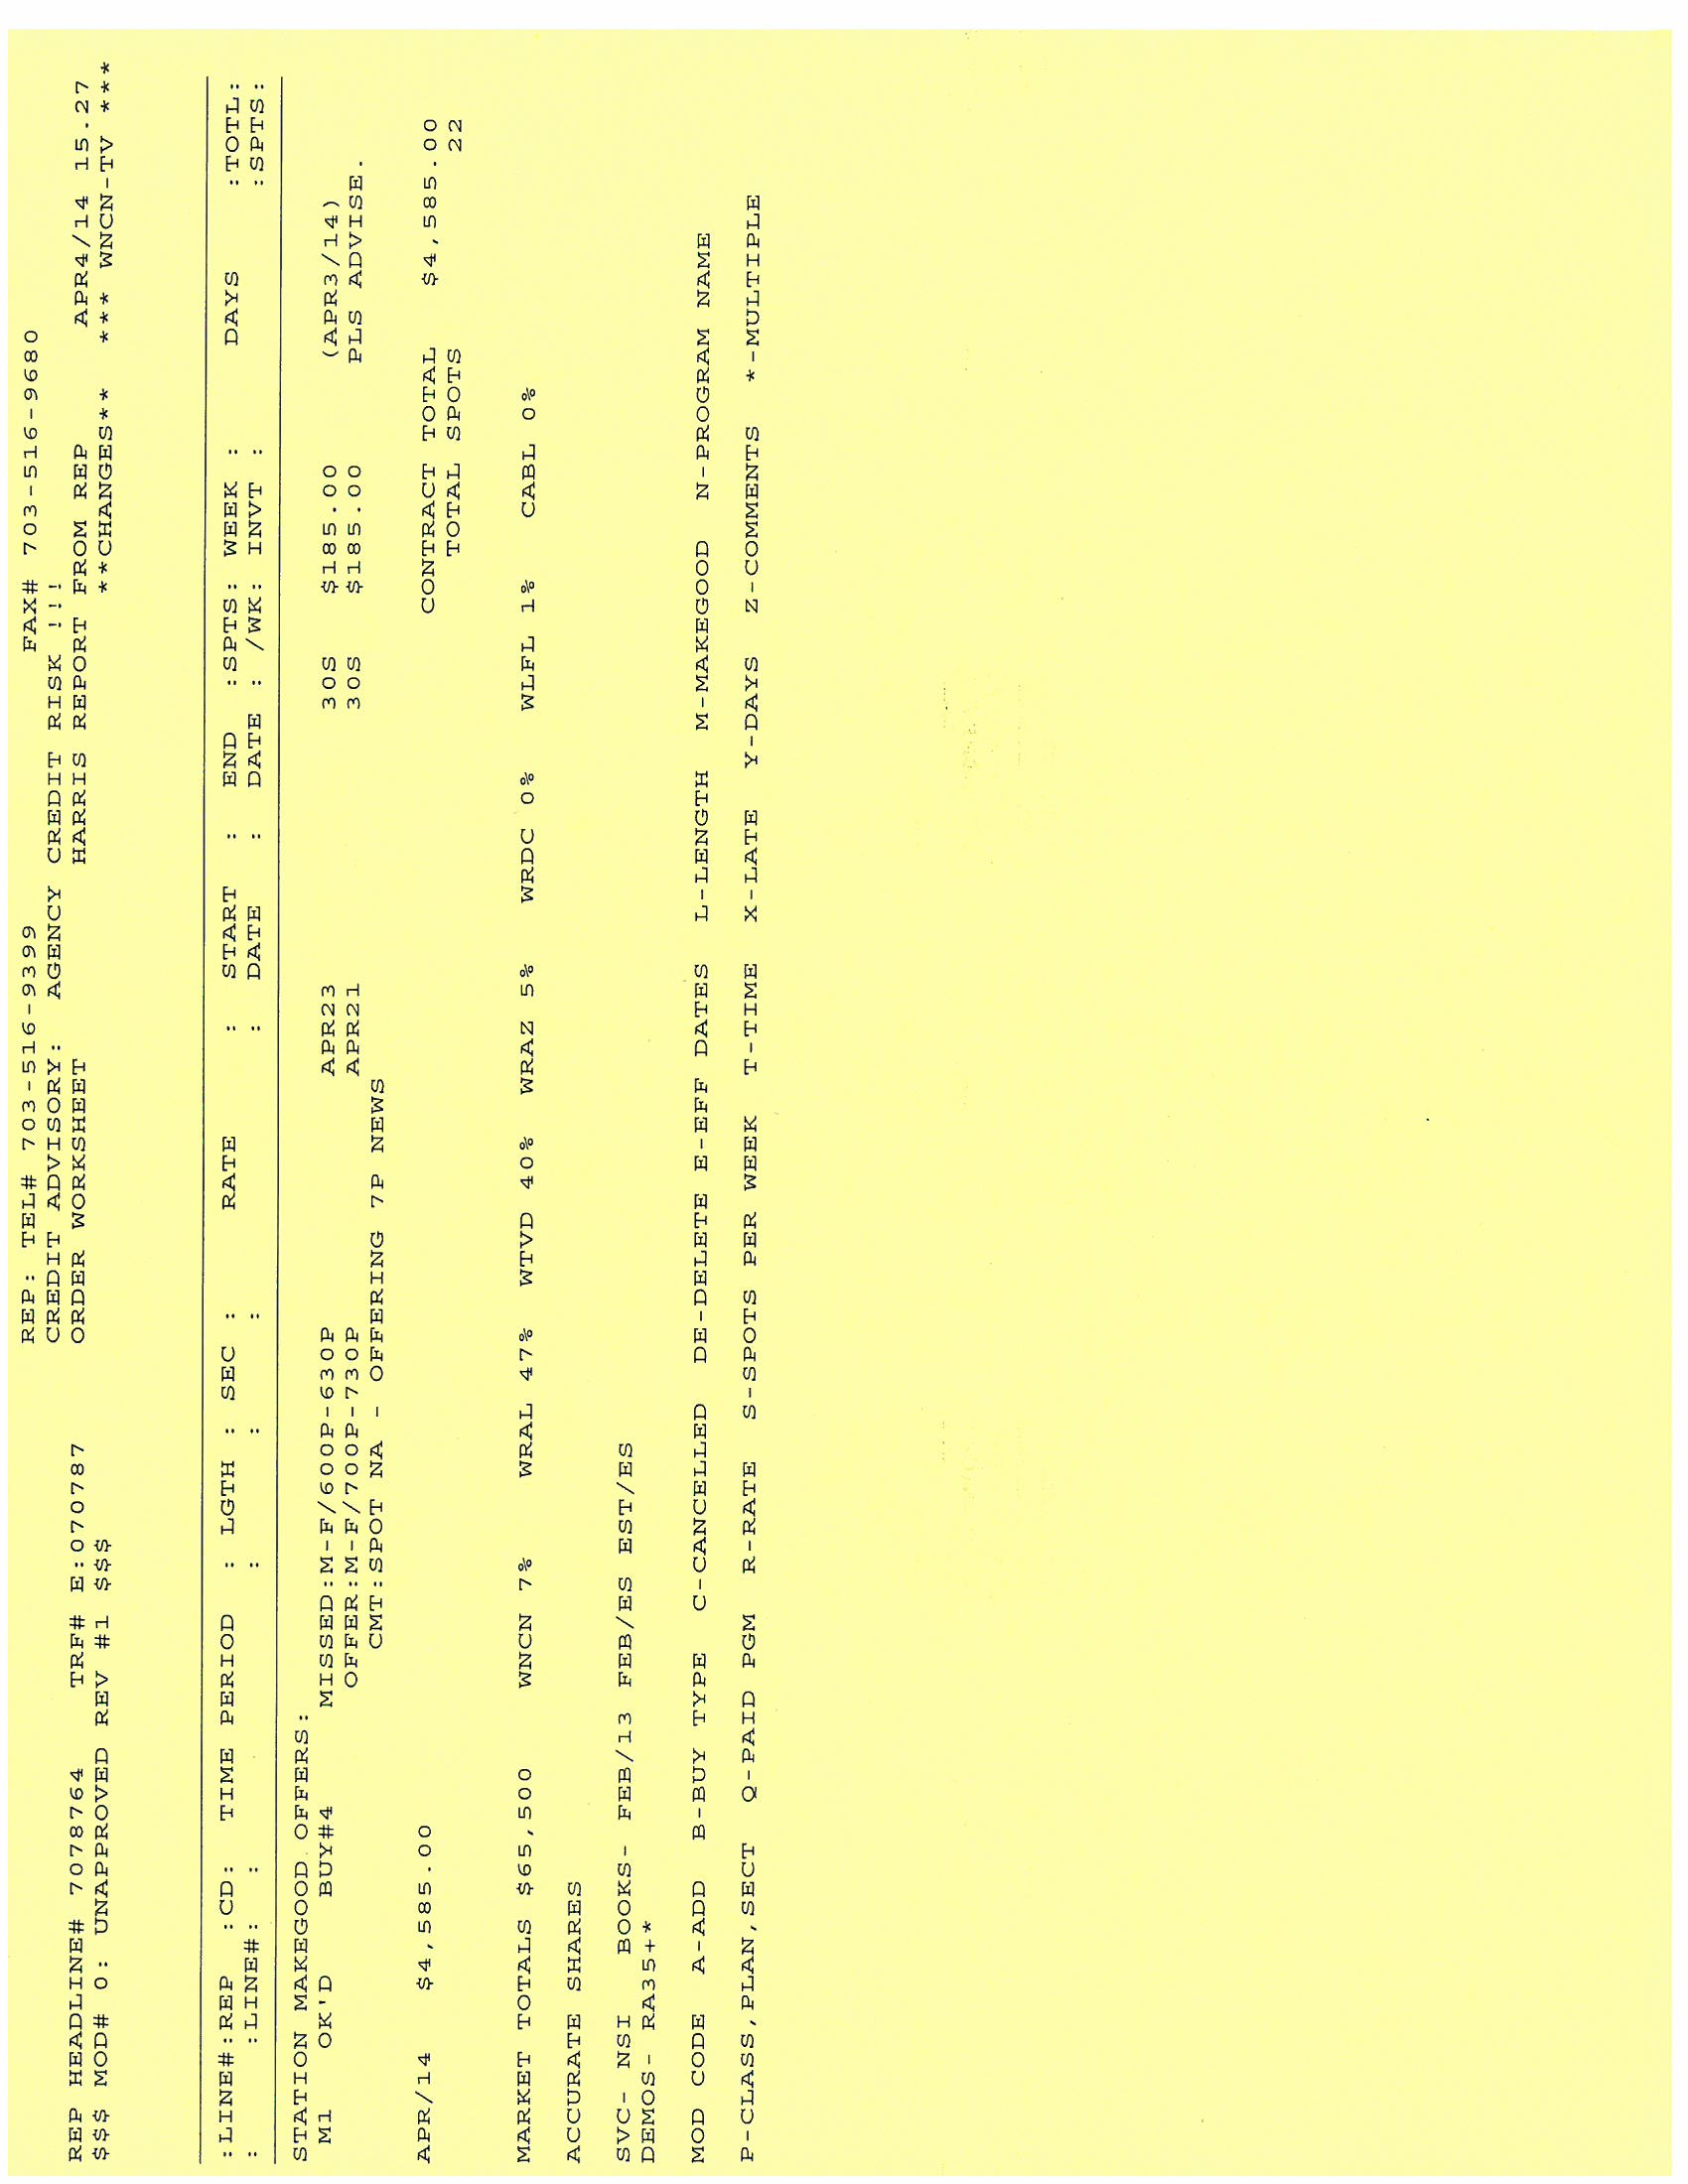 REP: TEL# 703-516-9399 FAX# 703-516-9680
CREDIT ADVISORY: AGENCY CREDIT RISK !!!
REP HEADLINE# 7078764 TRF# E:070787 ORDER WORKSHEET HARRIS REPORT FROM REP APR4/14 15.27
$$$ MOD# 0: UNAPPROVED REV #1 $$$ **CHANGES** *** WNCN-TV ***
:LINE#:REP :CD: TIME PERIOD : LGTH : SEC : RATE : START : END :SPTS: WEEK : DAYS :TOTL:
: :LINE#: : : : : : DATE : DATE : /WK: INVT : :SPTS:
STATION MAKEGOOD OFFERS:
M1 OK'D BUY#4 MISSED:M-F/600P-630P APR23 30S $185.00 (APR3/14)
OFFER:M-F/700P-730P APR21 30S $185.00 PLS ADVISE.
CMT:SPOT NA - OFFERING 7P NEWS
APR/14 $4,585.00 CONTRACT TOTAL $4,585.00
TOTAL SPOTS 22
MARKET TOTALS $65,500 WNCN 7% WRAL 47% WTVD 40% WRAZ 5% WRDC 0% WLFL 1% CABL 0%
ACCURATE SHARES
SVC- NSI BOOKS- FEB/13 FEB/ES EST/ES
DEMOS- RA35+*
MOD CODE A-ADD B-BUY TYPE C-CANCELLED DE-DELETE E-EFF DATES L-LENGTH M-MAKEGOOD N-PROGRAM NAME
P-CLASS,PLAN,SECT Q-PAID PGM R-RATE S-SPOTS PER WEEK T-TIME X-LATE Y-DAYS Z-COMMENTS *-MULTIPLE